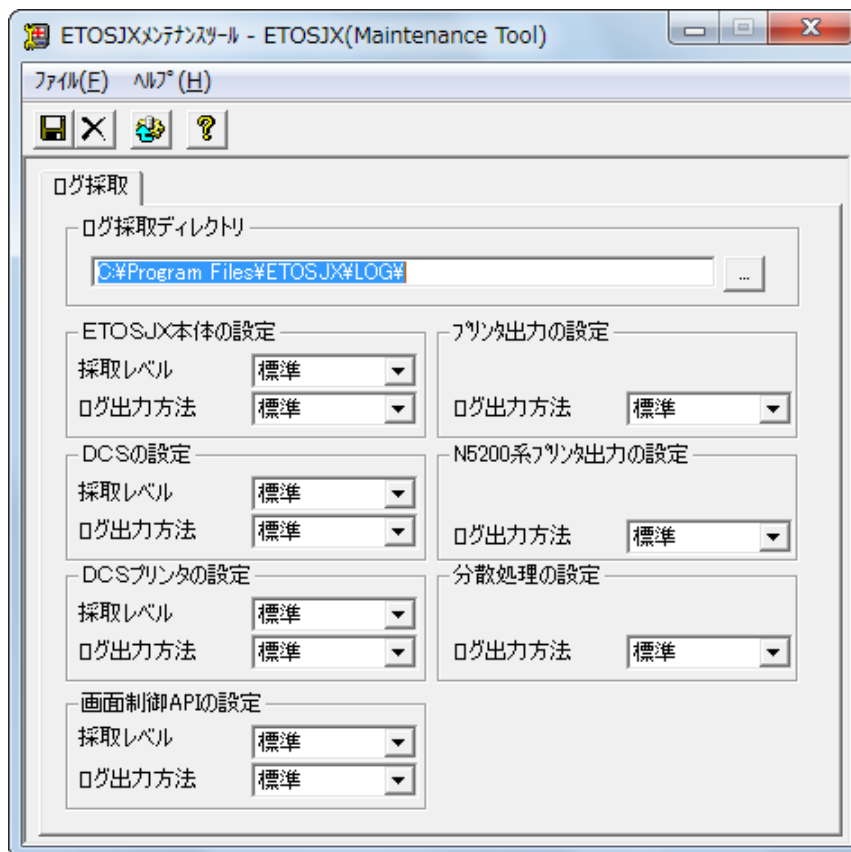 ETOSJXﾒﾝﾃﾅﾝｽﾂｰﾙ - ETOSJX(Maintenance Tool)
ﾌｧｲﾙ(F) ﾍﾙﾌﾟ(H)
ログ採取
ログ採取ディレクトリ
C:¥Program Files¥ETOSJX¥LOG¥
...
ETOSJX本体の設定
採取レベル 標準
ログ出力方法 標準
ﾌﾟﾘﾝﾀ出力の設定
ログ出力方法 標準
DCSの設定
採取レベル 標準
ログ出力方法 標準
N5200系ﾌﾟﾘﾝﾀ出力の設定
ログ出力方法 標準
DCSプリンタの設定
採取レベル 標準
ログ出力方法 標準
分散処理の設定
ログ出力方法 標準
画面制御APIの設定
採取レベル 標準
ログ出力方法 標準